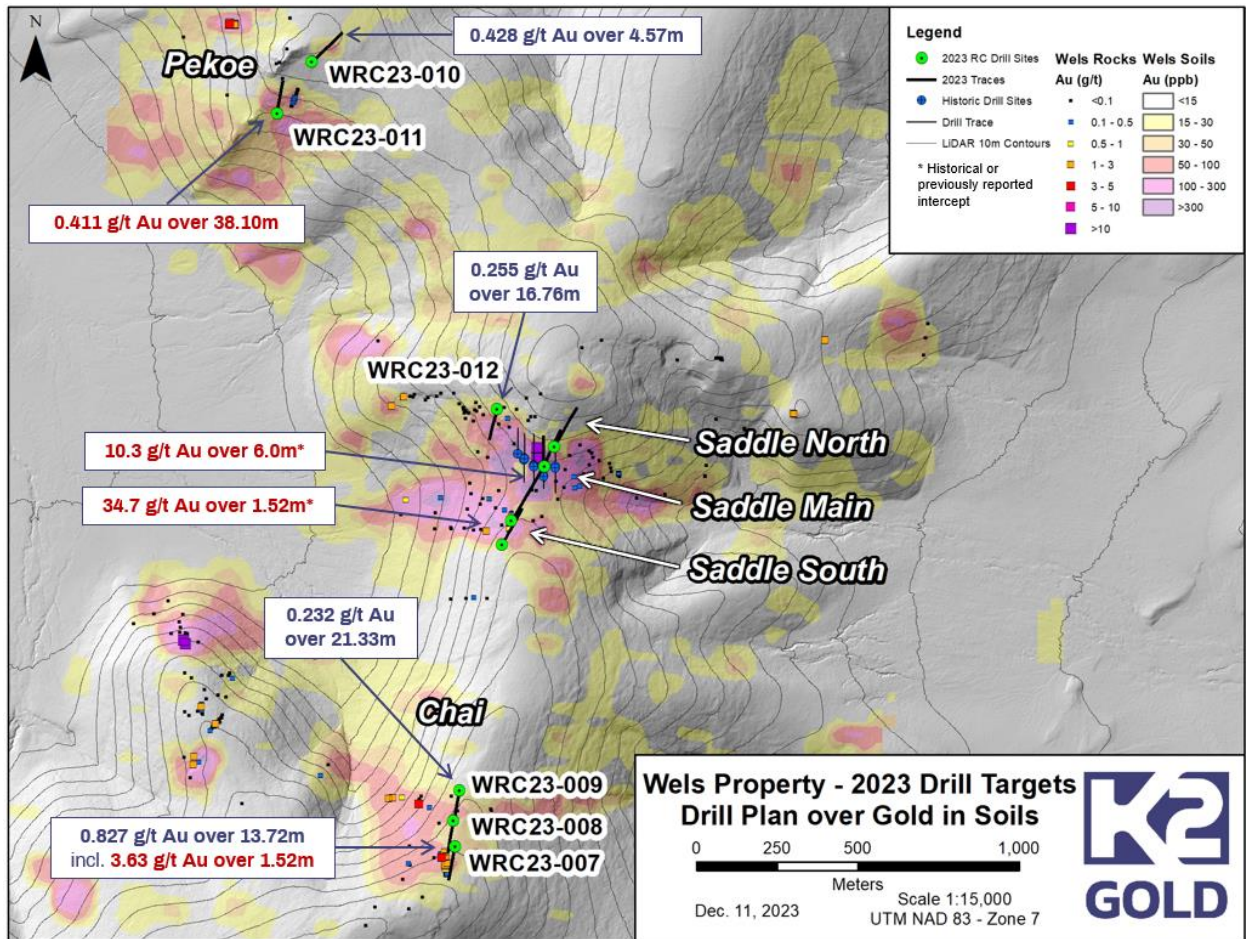 N
Pekoe
0.428 g/t Au over 4.57m
WRC23-010
WRC23-011
0.411 g/t Au over 38.10m
Legend
2023 RC Drill Sites
2023 Traces
Historic Drill Sites
Drill Trace
LiDAR 10m Contours
* Historical or
previously reported
intercept
Wels Rocks
Au (g/t)
<0.1
0.1 - 0.5
0.5 - 1
1 - 3
3 - 5
5 - 10
>10
Wels Soils
Au (ppb)
<15
15 - 30
30 - 50
50 - 100
100 - 300
>300
0.255 g/t Au
over 16.76m
WRC23-012
10.3 g/t Au over 6.0m*
34.7 g/t Au over 1.52m*
Saddle North
Saddle Main
Saddle South
0.232 g/t Au
over 21.33m
Chai
WRC23-009
WRC23-008
WRC23-007
0.827 g/t Au over 13.72m
incl. 3.63 g/t Au over 1.52m
Wels Property - 2023 Drill Targets
Drill Plan over Gold in Soils
0 250 500 1,000
Meters
Dec. 11, 2023
Scale 1:15,000
UTM NAD 83 - Zone 7
K2
GOLD